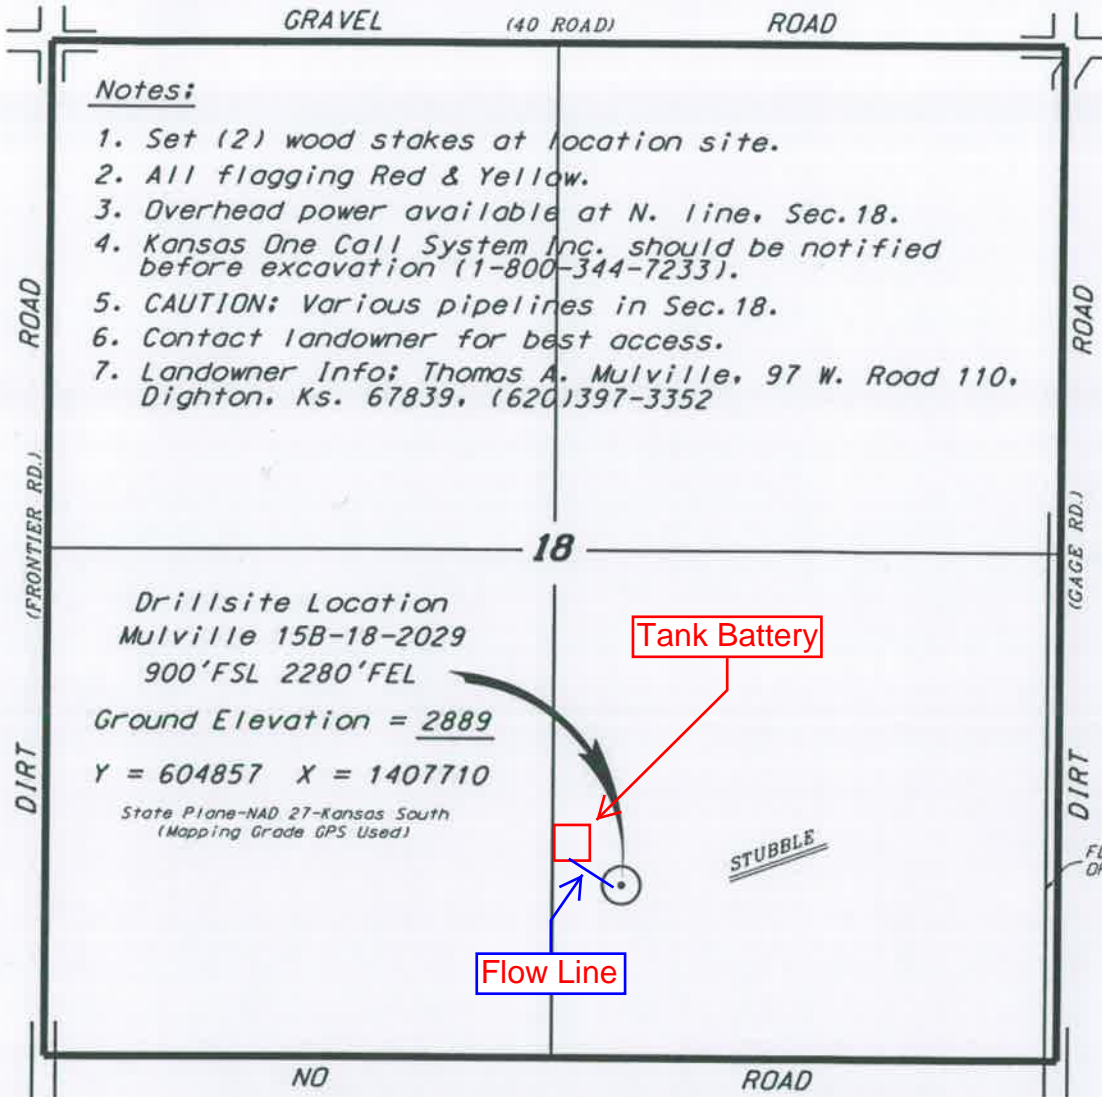 GRAVEL (40 ROAD) ROAD
Notes:
1. Set (2) wood stakes at location site.
2. All flagging Red & Yellow.
3. Overhead power available at N. line, Sec.18.
4. Kansas One Call System Inc. should be notified
before excavation (1-800-344-7233).
5. CAUTION: Various pipelines in Sec.18.
6. Contact landowner for best access.
7. Landowner Info: Thomas A. Mulville, 97 W. Road 110,
Dighton, Ks. 67839, (620)397-3352
ROAD
(FRONTIER RD.)
DIRT
ROAD
(GAGE RD.)
DIRT
18
Drillsite Location
Mulville 15B-18-2029
900'FSL 2280'FEL
Ground Elevation = 2889
Y = 604857 X = 1407710
State Plane-NAD 27-Kansas South
(Mapping Grade GPS Used)
Tank Battery
STUBBLE
Flow Line
NO ROAD